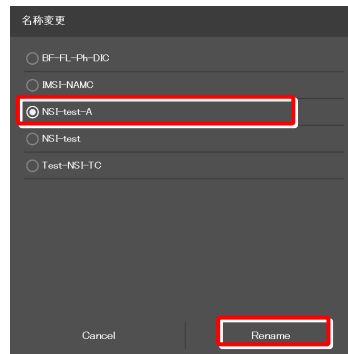 名称変更
BF-FL-Ph-DIC
IMSI-NAMC
NSI-test-A
NSI-test
Test-NSI-TC
Cancel
Rename